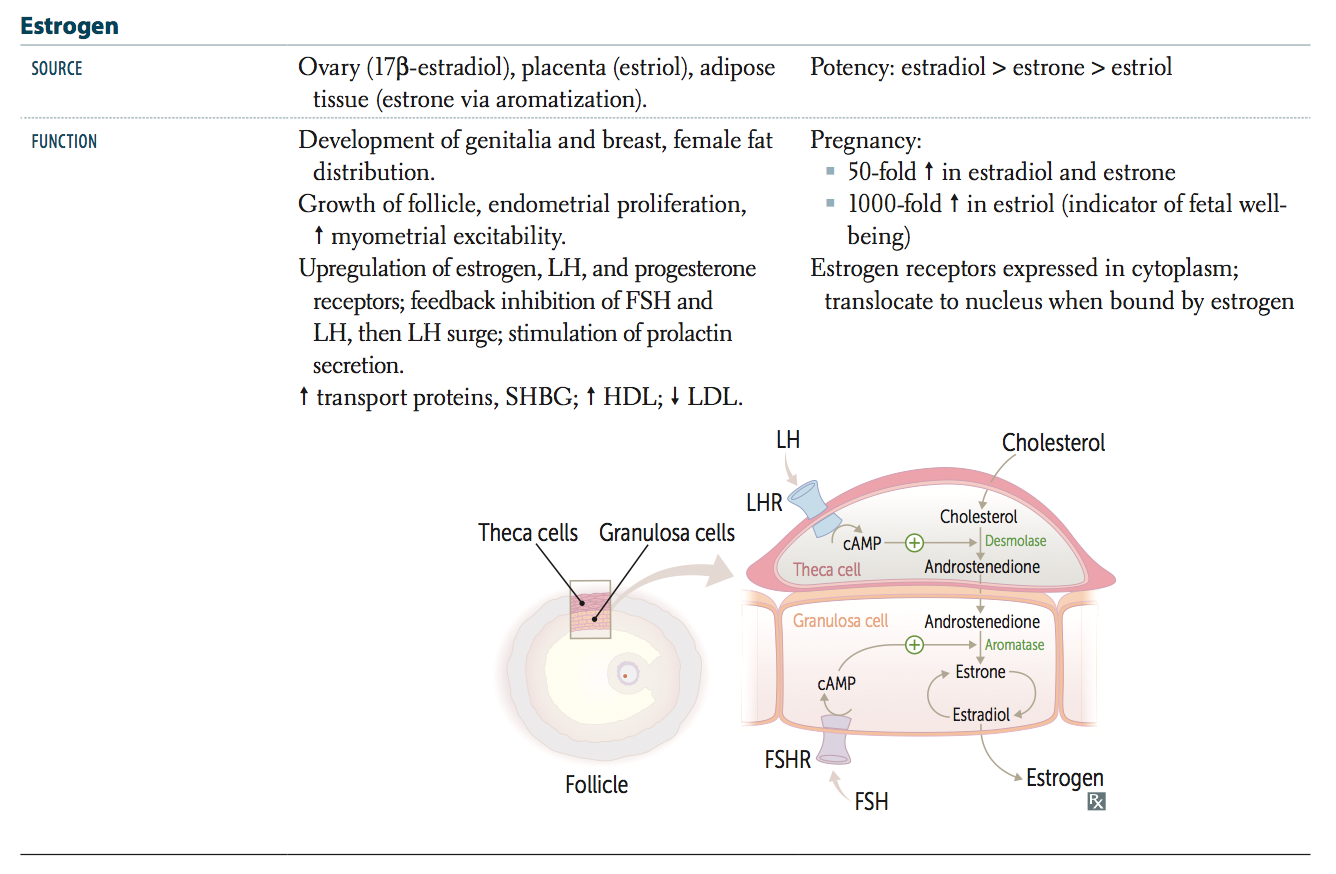 Estrogen
SOURCE
Ovary (17β-estradiol), placenta (estriol), adipose
tissue (estrone via aromatization).
Potency: estradiol > estrone > estriol
FUNCTION
Development of genitalia and breast, female fat
distribution.
Growth of follicle, endometrial proliferation,
↑ myometrial excitability.
Upregulation of estrogen, LH, and progesterone
receptors; feedback inhibition of FSH and
LH, then LH surge; stimulation of prolactin
secretion.
↑ transport proteins, SHBG; ↑ HDL; ↓ LDL.
Pregnancy:
▪ 50-fold ↑ in estradiol and estrone
▪ 1000-fold ↑ in estriol (indicator of fetal well-
being)
Estrogen receptors expressed in cytoplasm;
translocate to nucleus when bound by estrogen
Theca cells
Granulosa cells
Follicle
LH
LHR
Cholesterol
Cholesterol
cAMP
+
Desmolase
Theca cell
Androstenedione
Granulosa cell
Androstenedione
+
Aromatase
cAMP
Estrone
Estradiol
FSHR
FSH
Estrogen
℞